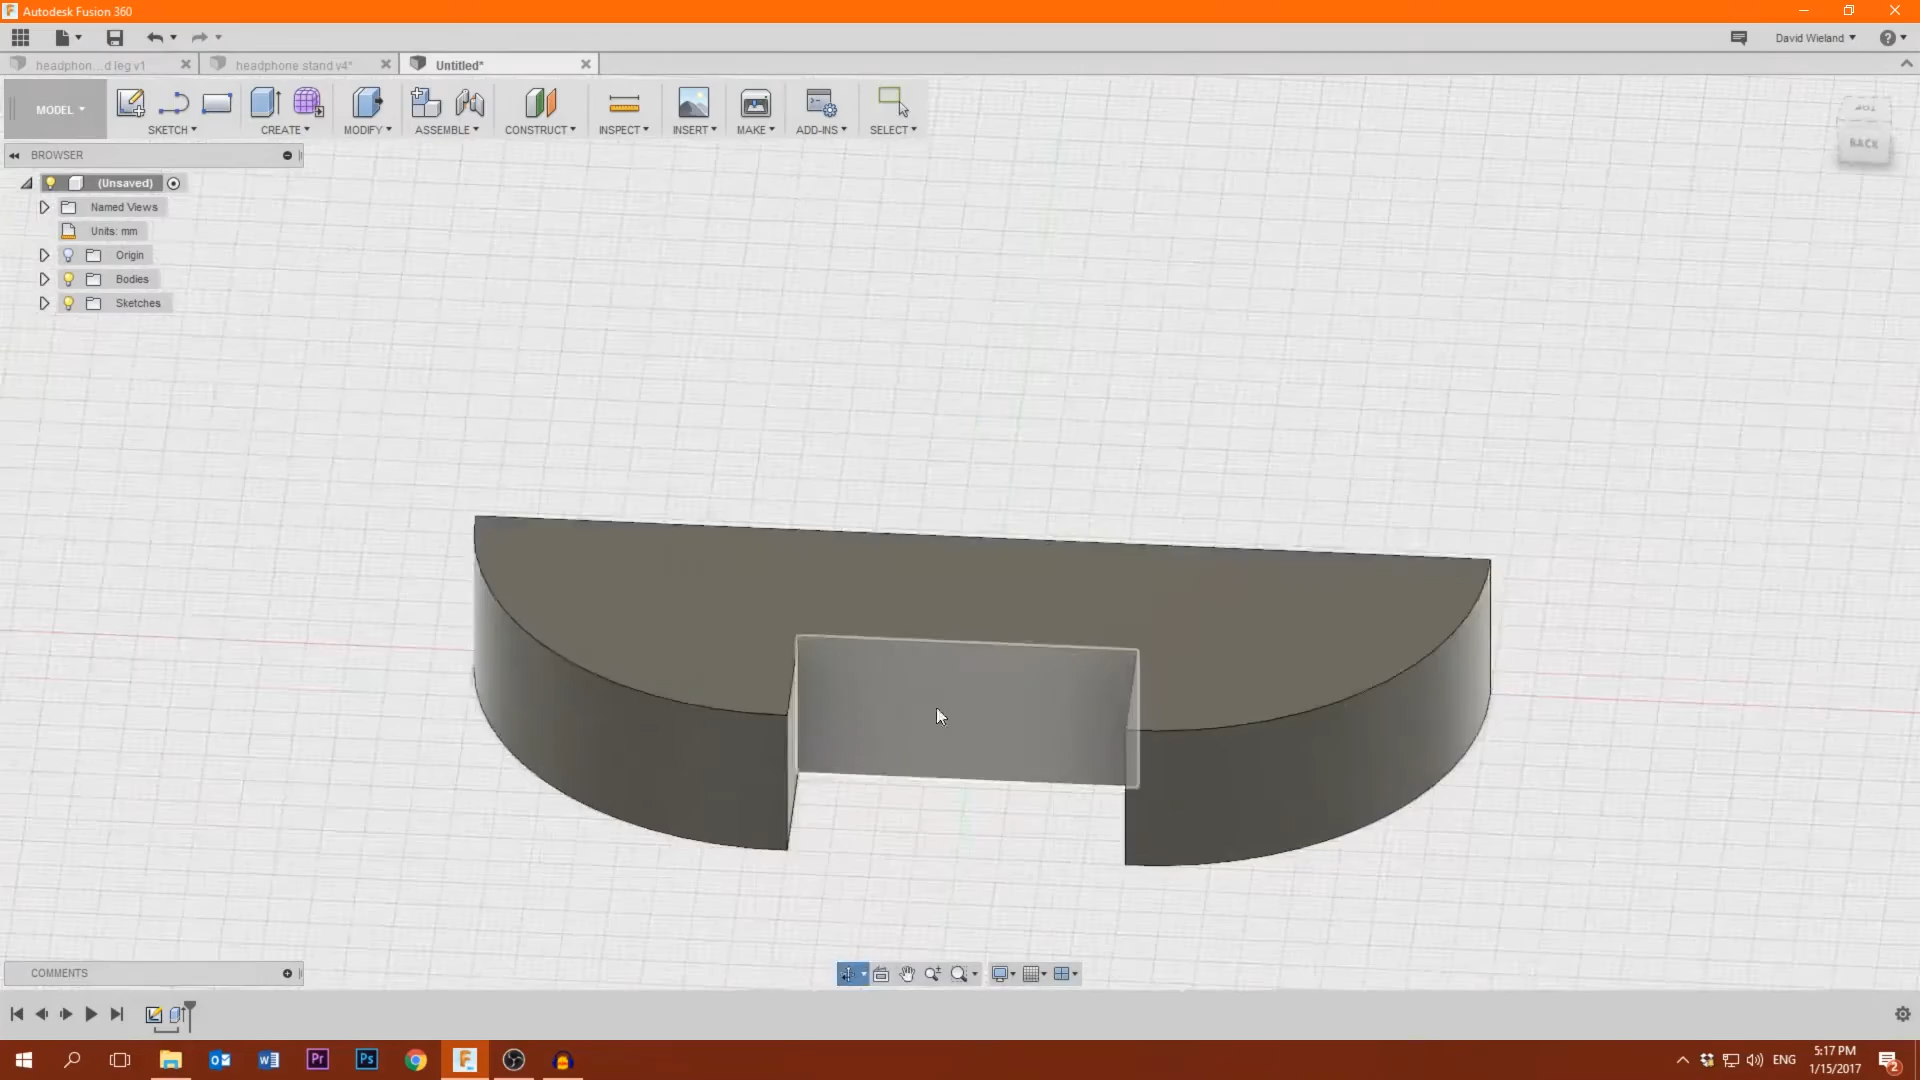 Autodesk Fusion 360
David Wieland
headphon...d leg v1
headphone stand v4*
Untitled*
MODEL
SKETCH
CREATE
MODIFY
ASSEMBLE
CONSTRUCT
INSPECT
INSERT
MAKE
ADD-INS
SELECT
TOP
BACK
BROWSER
(Unsaved)
Named Views
Units: mm
Origin
Bodies
Sketches
COMMENTS
ENG
5:17 PM
1/15/2017
2